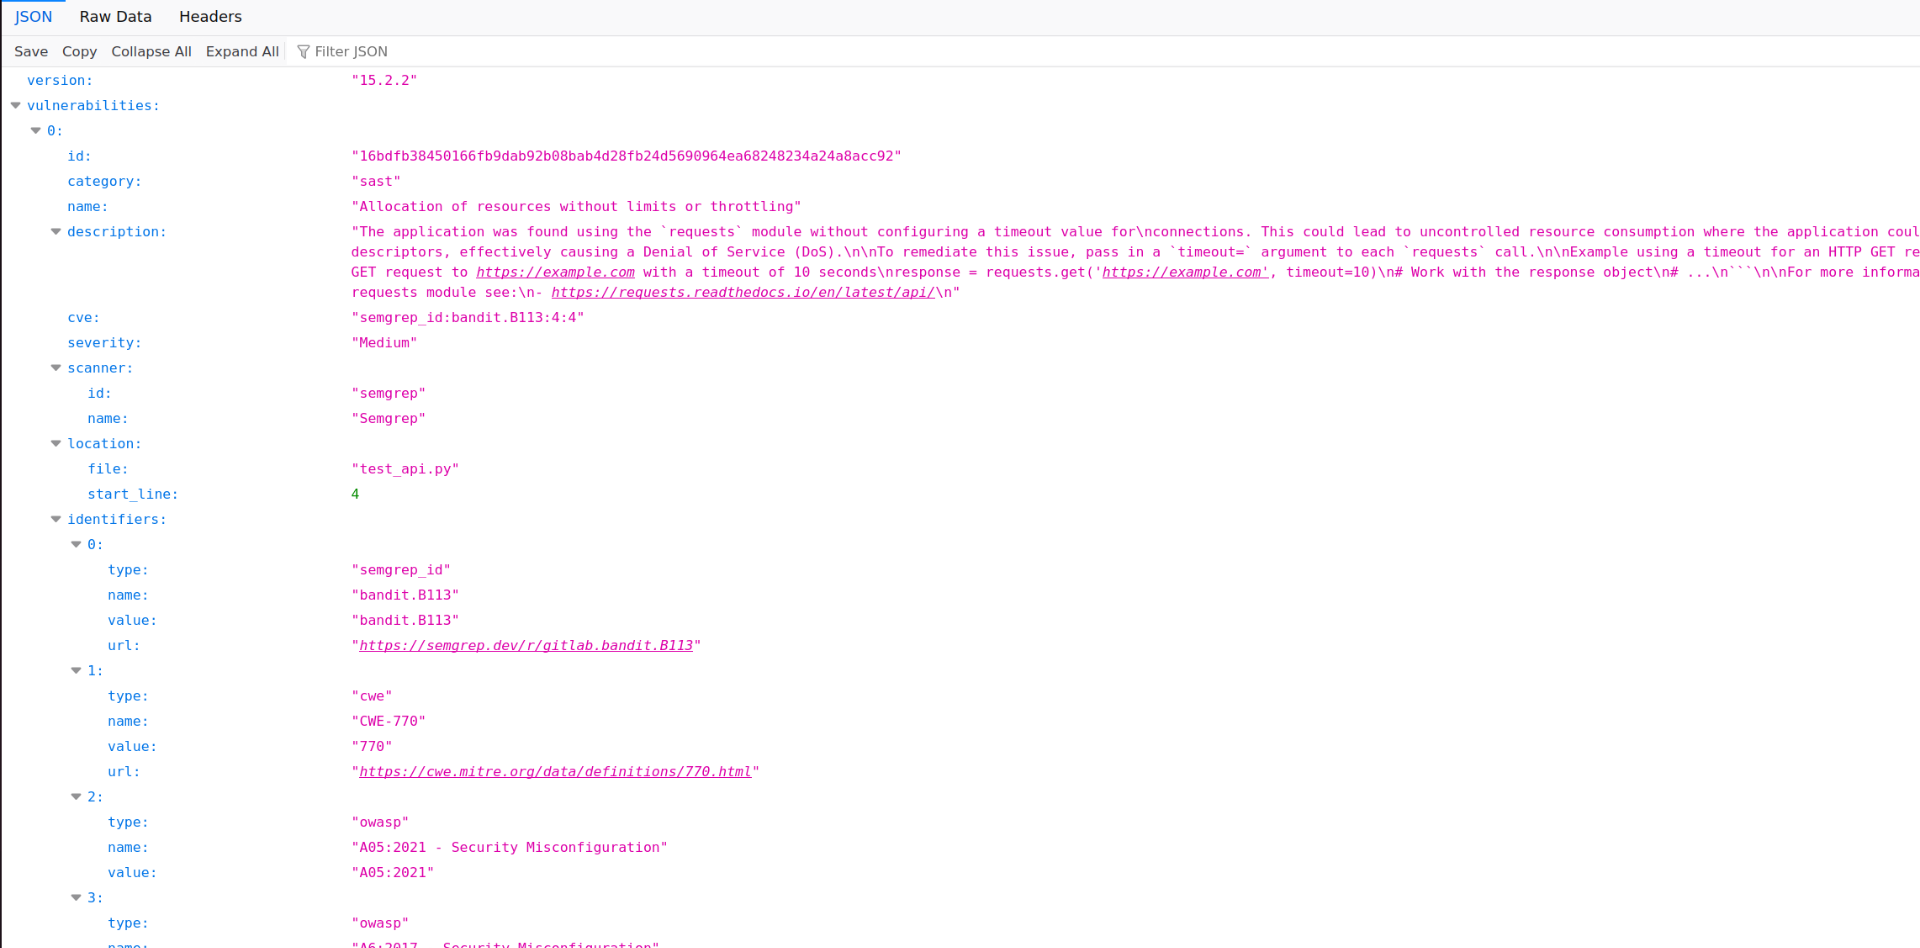 JSON Raw Data Headers
Save Copy Collapse All Expand All Filter JSON
version: "15.2.2"
vulnerabilities:
0:
id: "16bdfb38450166fb9dab92b08bab4d28fb24d5690964ea68248234a24a8acc92"
category: "sast"
name: "Allocation of resources without limits or throttling"
description: "The application was found using the `requests` module without configuring a timeout value for\nconnections. This could lead to uncontrolled resource consumption where the application coul
descriptors, effectively causing a Denial of Service (DoS).\n\nTo remediate this issue, pass in a `timeout=` argument to each `requests` call.\n\nExample using a timeout for an HTTP GET re
GET request to https://example.com with a timeout of 10 seconds\nresponse = requests.get('https://example.com', timeout=10)\n# Work with the response object\n# ...\n```\n\nFor more informa
requests module see:\n- https://requests.readthedocs.io/en/latest/api/\n"
cve: "semgrep_id:bandit.B113:4:4"
severity: "Medium"
scanner:
id: "semgrep"
name: "Semgrep"
location:
file: "test_api.py"
start_line: 4
identifiers:
0:
type: "semgrep_id"
name: "bandit.B113"
value: "bandit.B113"
url: "https://semgrep.dev/r/gitlab.bandit.B113"
1:
type: "cwe"
name: "CWE-770"
value: "770"
url: "https://cwe.mitre.org/data/definitions/770.html"
2:
type: "owasp"
name: "A05:2021 - Security Misconfiguration"
value: "A05:2021"
3:
type: "owasp"
name: "A6:2017 - Security Misconfiguration"